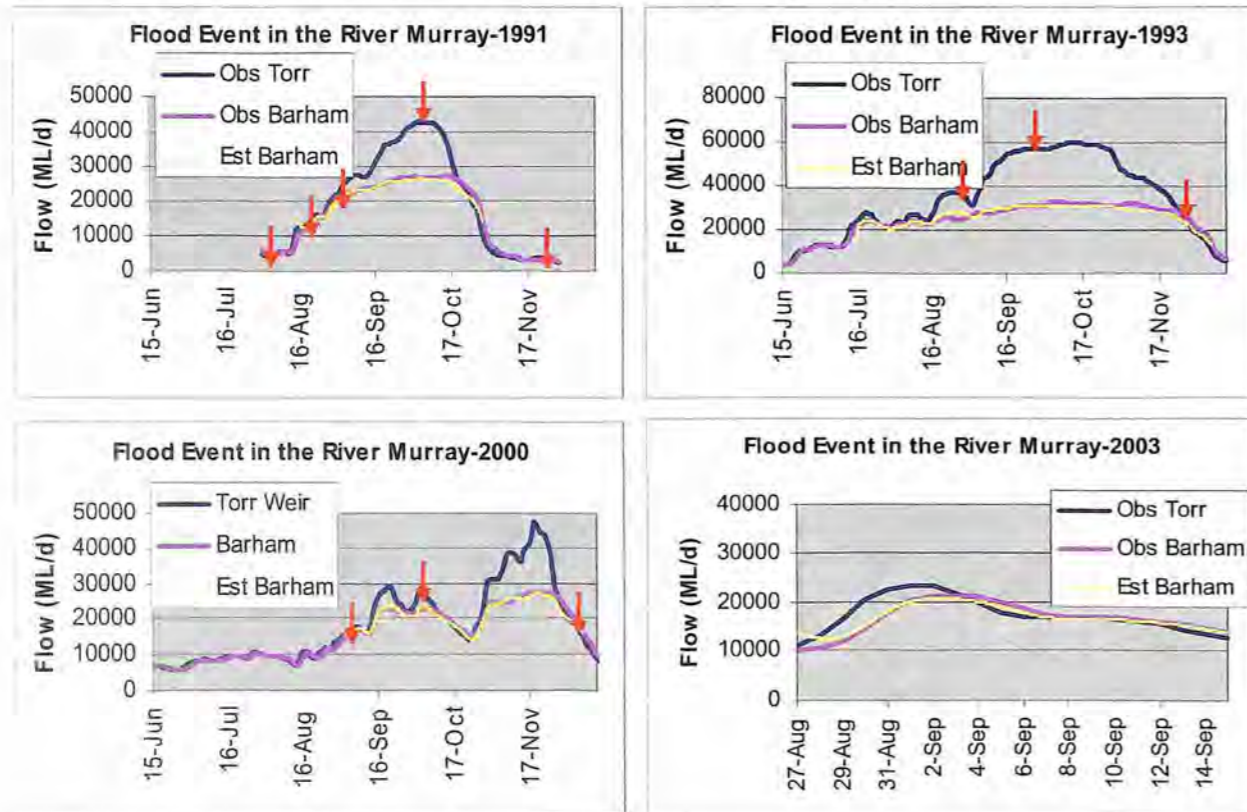 Flood Event in the River Murray-1991
Obs Torr
Obs Barham
Est Barham
Flow (ML/d)
50000
40000
30000
20000
10000
0
15-Jun
16-Jul
16-Aug
16-Sep
17-Oct
17-Nov
Flood Event in the River Murray-1993
Obs Torr
Obs Barham
Est Barham
Flow (ML/d)
80000
60000
40000
20000
0
15-Jun
16-Jul
16-Aug
16-Sep
17-Oct
17-Nov
Flood Event in the River Murray-2000
Torr Weir
Barham
Est Barham
Flow (ML/d)
50000
40000
30000
20000
10000
0
15-Jun
16-Jul
16-Aug
16-Sep
17-Oct
17-Nov
Flood Event in the River Murray-2003
Obs Torr
Obs Barham
Est Barham
Flow (ML/d)
40000
30000
20000
10000
0
27-Aug
29-Aug
31-Aug
2-Sep
4-Sep
6-Sep
8-Sep
10-Sep
12-Sep
14-Sep